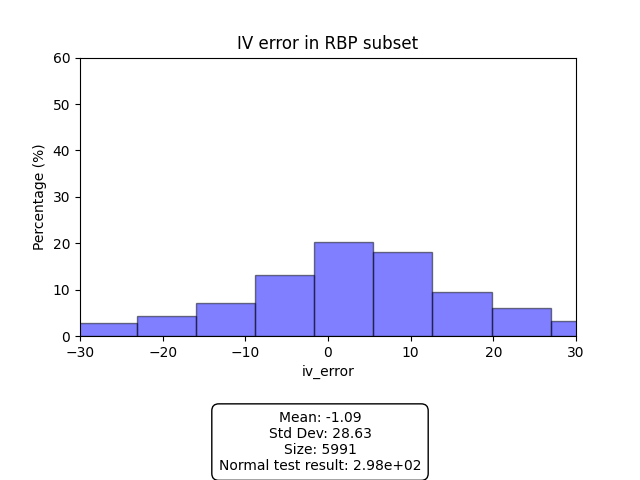 IV error in RBP subset
60
50
40
30
20
10
0
Percentage (%)
−30
−20
−10
0
10
20
30
iv_error
Mean: -1.09
Std Dev: 28.63
Size: 5991
Normal test result: 2.98e+02